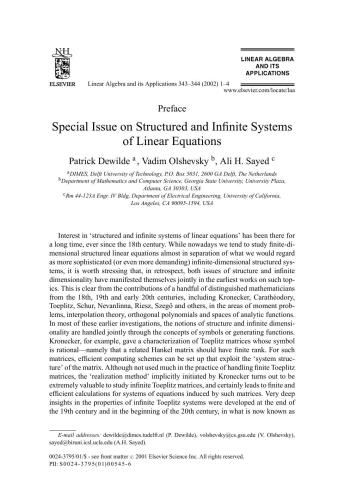 NH
ELSEVIER
LINEAR ALGEBRA
AND ITS
APPLICATIONS
Linear Algebra and its Applications 343–344 (2002) 1–4
www.elsevier.com/locate/laa
Preface
Special Issue on Structured and Infinite Systems
of Linear Equations
Patrick Dewilde a, Vadim Olshevsky b, Ali H. Sayed c
aDIMES, Delft University of Technology, P.O. Box 5031, 2600 GA Delft, The Netherlands
bDepartment of Mathematics and Computer Science, Georgia State University, University Plaza,
Atlanta, GA 30303, USA
cRm 44-123A Engr. IV Bldg, Department of Electrical Engineering, University of California,
Los Angeles, CA 90095-1594, USA
Interest in ‘structured and infinite systems of linear equations’ has been there for
a long time, ever since the 18th century. While nowadays we tend to study finite-di-
mensional structured linear equations almost in separation of what we would regard
as more sophisticated (or even more demanding) infinite-dimensional structured sys-
tems, it is worth stressing that, in retrospect, both issues of structure and infinite
dimensionality have manifested themselves jointly in the earliest works on such top-
ics. This is clear from the contributions of a handful of distinguished mathematicians
from the 18th, 19th and early 20th centuries, including Kronecker, Carathéodory,
Toeplitz, Schur, Nevanlinna, Riesz, Szegö and others, in the areas of moment prob-
lems, interpolation theory, orthogonal polynomials and spaces of analytic functions.
In most of these earlier investigations, the notions of structure and infinite dimensi-
onality are handled jointly through the concepts of symbols or generating functions.
Kronecker, for example, gave a characterization of Toeplitz matrices whose symbol
is rational—namely that a related Hankel matrix should have finite rank. For such
matrices, efficient computing schemes can be set up that exploit the ‘system struc-
ture’ of the matrix. Although not used much in the practice of handling finite Toeplitz
matrices, the ‘realization method’ implicitly initiated by Kronecker turns out to be
extremely valuable to study infinite Toeplitz matrices, and certainly leads to finite and
efficient calculations for systems of equations induced by such matrices. Very deep
insights in the properties of infinite Toeplitz systems were developed at the end of
the 19th century and in the beginning of the 20th century, in what is now known as
E-mail addresses: dewilde@dimes.tudelft.nl (P. Dewilde), volshevsky@cs.gsu.edu (V. Olshevsky),
sayed@biruni.icsl.ucla.edu (A.H. Sayed).
0024-3795/01/$ - see front matter © 2001 Elsevier Science Inc. All rights reserved.
PII: S0024-3795(01)00545-6